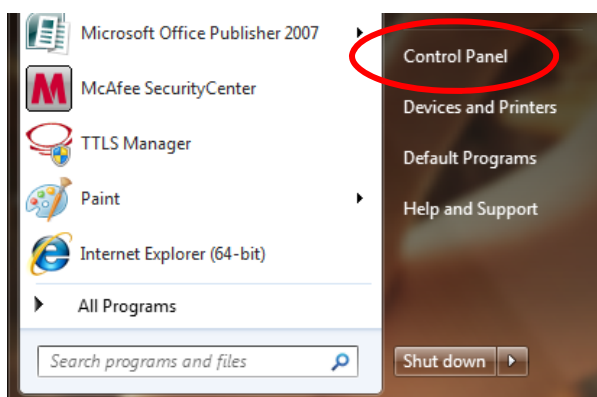 Microsoft Office Publisher 2007
McAfee SecurityCenter
TTLS Manager
Paint
Internet Explorer (64-bit)
All Programs
Search programs and files
Control Panel
Devices and Printers
Default Programs
Help and Support
Shut down